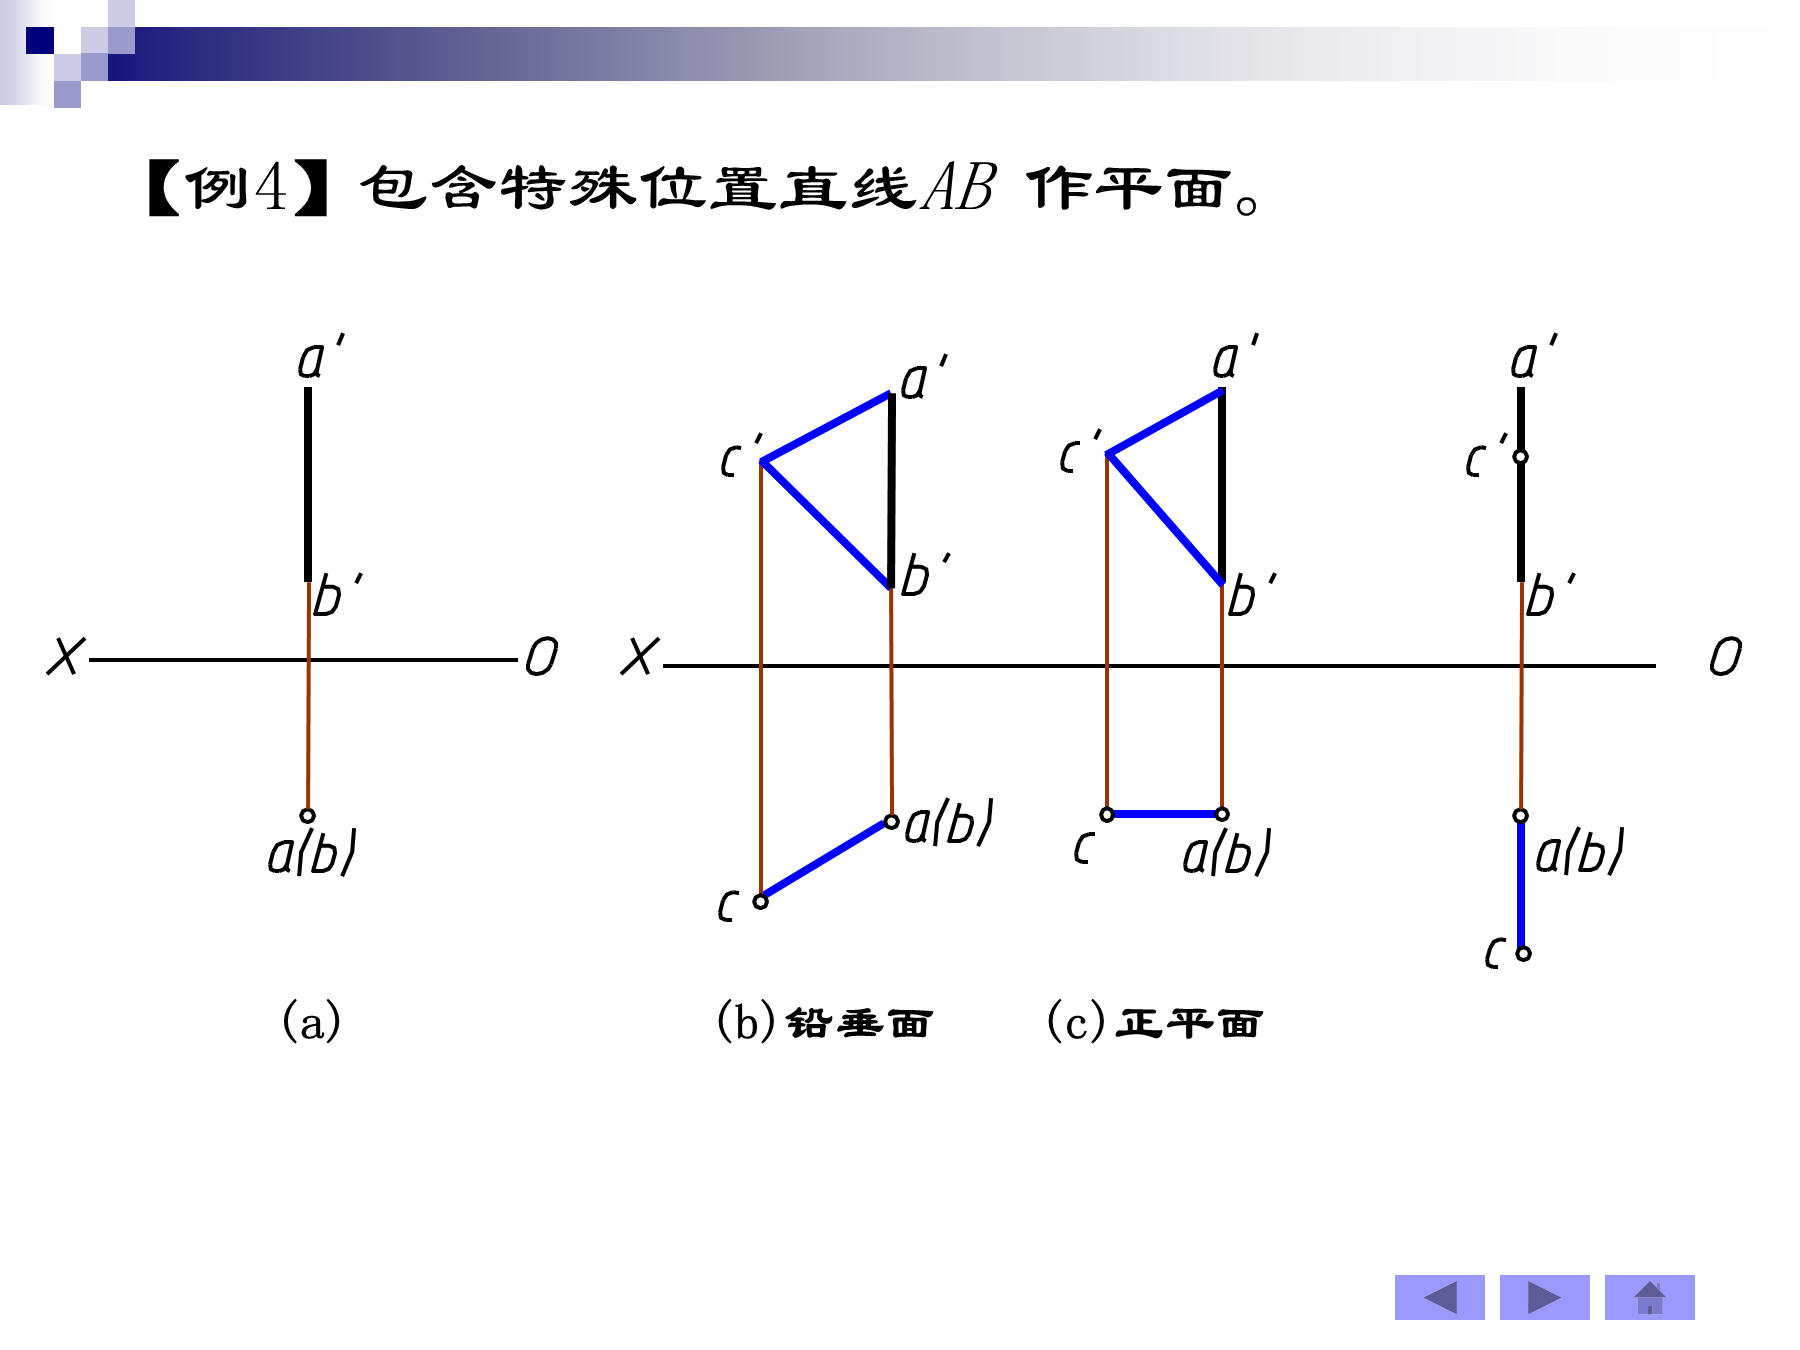 【例4】包含特殊位置直线AB 作平面。
a′ a′ a′ a′
c′ c′ c′
b′ b′ b′ b′
X O X O
a(b) a(b) a(b) a(b)
c c c
(a) (b)铅垂面 (c)正平面